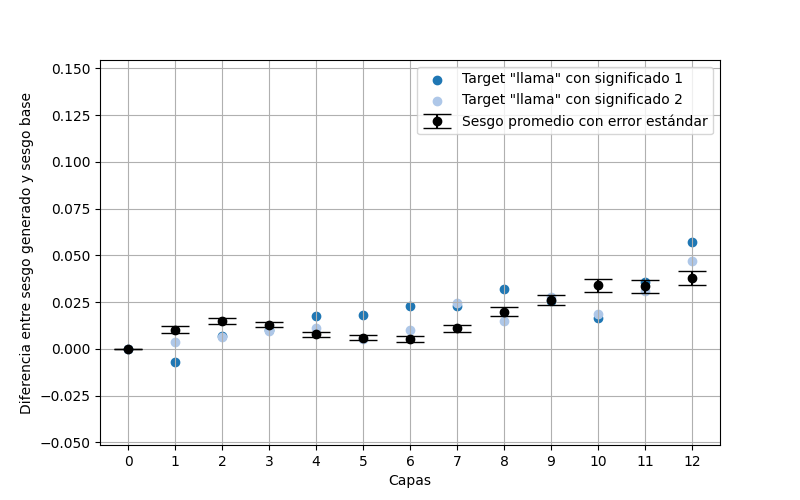 Target "llama" con significado 1
Target "llama" con significado 2
Sesgo promedio con error estándar
Diferencia entre sesgo generado y sesgo base
0.150
0.125
0.100
0.075
0.050
0.025
0.000
−0.025
−0.050
0 1 2 3 4 5 6 7 8 9 10 11 12
Capas